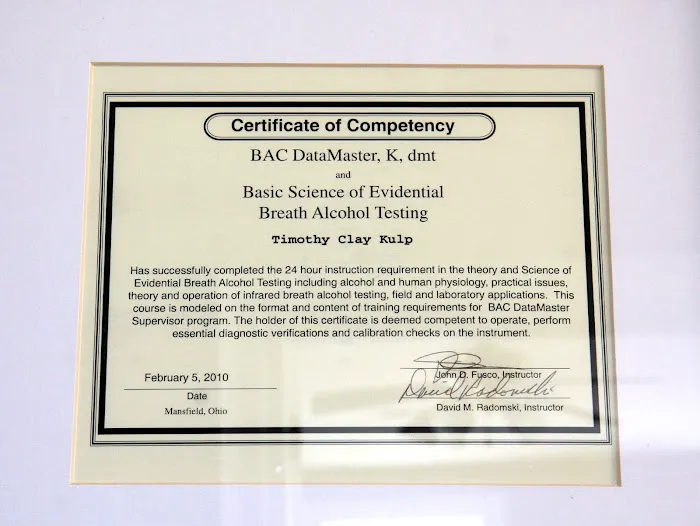 Certificate of Competency
BAC DataMaster, K, dmt
and
Basic Science of Evidential
Breath Alcohol Testing
Timothy Clay Kulp
Has successfully completed the 24 hour instruction requirement in the theory and Science of
Evidential Breath Alcohol Testing including alcohol and human physiology, practical issues,
theory and operation of infrared breath alcohol testing, field and laboratory applications. This
course is modeled on the format and content of training requirements for BAC DataMaster
Supervisor program. The holder of this certificate is deemed competent to operate, perform
essential diagnostic verifications and calibration checks on the instrument.
February 5, 2010
Date
Mansfield, Ohio
John D. Fusco, Instructor
David Radomski
David M. Radomski, Instructor